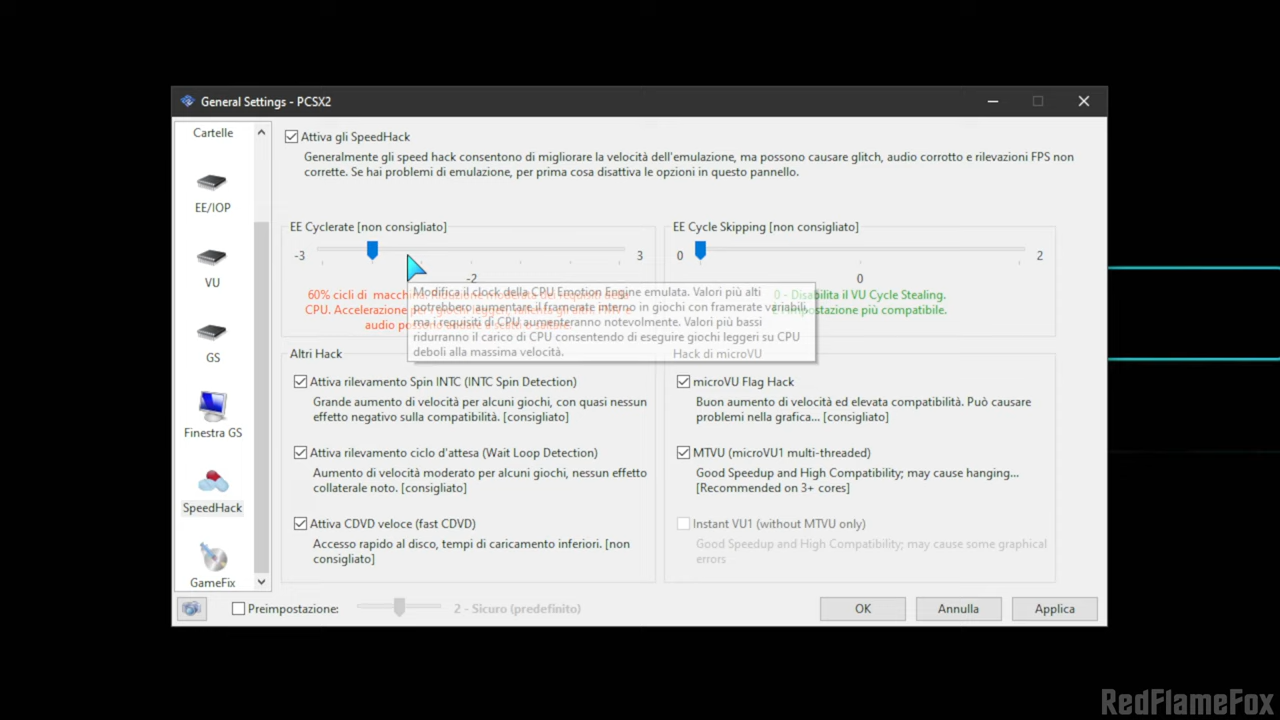 General Settings - PCSX2
Cartelle
EE/IOP
VU
GS
Finestra GS
SpeedHack
GameFix
Attiva gli SpeedHack
Generalmente gli speed hack consentono di migliorare la velocità dell'emulazione, ma possono causare glitch, audio corrotto e rilevazioni FPS non
corrette. Se hai problemi di emulazione, per prima cosa disattiva le opzioni in questo pannello.
EE Cyclerate [non consigliato]
-3
3
-2
60% cicli di macchina.
CPU. Accelerazione
audio
Modifica il clock della CPU Emotion Engine emulata. Valori più alti
potrebbero aumentare il framerate interno in giochi con framerate variabili,
ma i requisiti di CPU aumenteranno notevolmente. Valori più bassi
ridurranno il carico di CPU consendendo di eseguire giochi leggeri su CPU
deboli alla massima velocità.
EE Cycle Skipping [non consigliato]
0
2
0
0 - Disabilita il VU Cycle Stealing.
impostazione più compatibile.
Altri Hack
Attiva rilevamento Spin INTC (INTC Spin Detection)
Grande aumento di velocità per alcuni giochi, con quasi nessun
effetto negativo sulla compatibilità. [consigliato]
Attiva rilevamento ciclo d'attesa (Wait Loop Detection)
Aumento di velocità moderato per alcuni giochi, nessun effetto
collaterale noto. [consigliato]
Attiva CDVD veloce (fast CDVD)
Accesso rapido al disco, tempi di caricamento inferiori. [non
consigliato]
Hack di microVU
microVU Flag Hack
Buon aumento di velocità ed elevata compatibilità. Può causare
problemi nella grafica... [consigliato]
MTVU (microVU1 multi-threaded)
Good Speedup and High Compatibility; may cause hanging...
[Recommended on 3+ cores]
Instant VU1 (without MTVU only)
Good Speedup and High Compatibility; may cause some graphical
errors
Preimpostazione:
2 - Sicuro (predefinito)
OK
Annulla
Applica
RedFlameFox